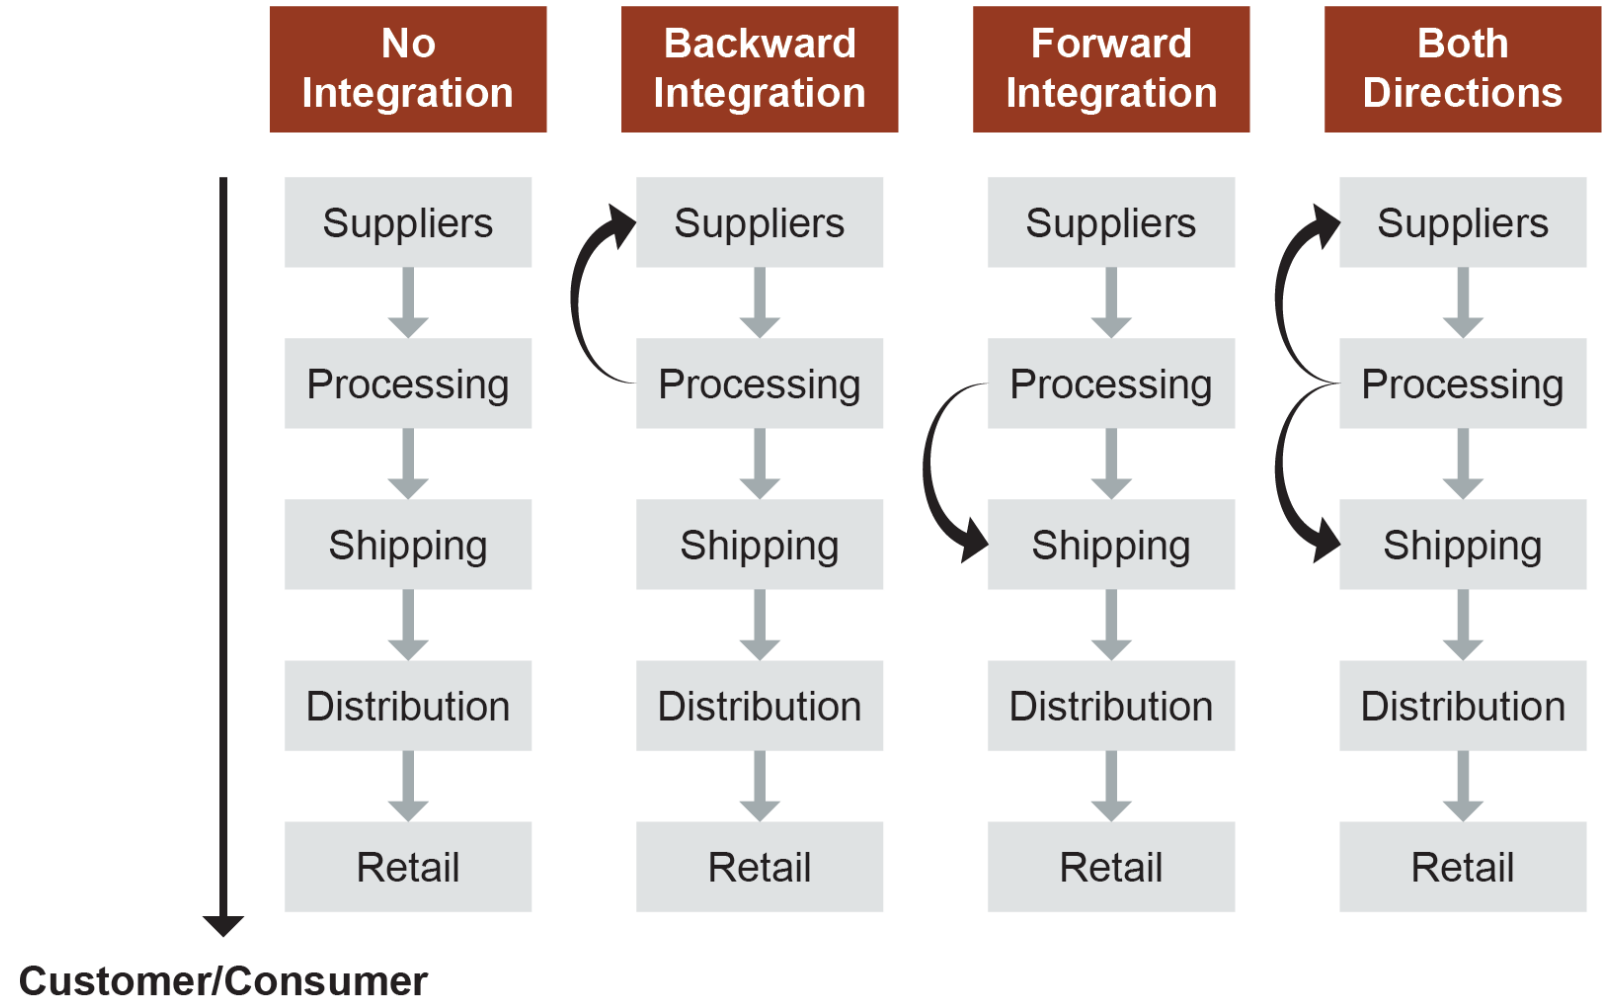 No
Integration
Backward
Integration
Forward
Integration
Both
Directions
Suppliers
Suppliers
Suppliers
Suppliers
Processing
Processing
Processing
Processing
Shipping
Shipping
Shipping
Shipping
Distribution
Distribution
Distribution
Distribution
Retail
Retail
Retail
Retail
Customer/Consumer